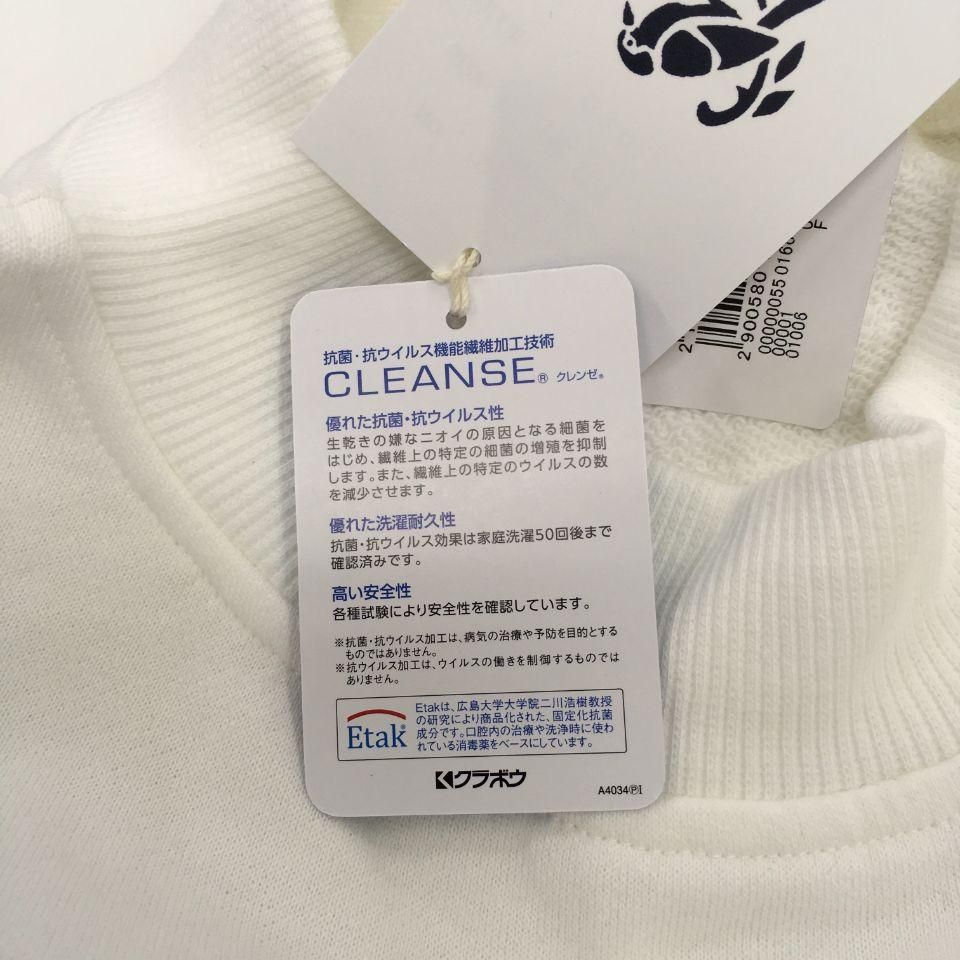 抗菌・抗ウイルス機能繊維加工技術
CLEANSE® クレンゼ®
優れた抗菌・抗ウイルス性
生乾きの嫌なニオイの原因となる細菌を
はじめ、繊維上の特定の細菌の増殖を抑制
します。また、繊維上の特定のウイルスの数
を減少させます。
優れた洗濯耐久性
抗菌・抗ウイルス効果は家庭洗濯50回後まで
確認済みです。
高い安全性
各種試験により安全性を確認しています。
※抗菌・抗ウイルス加工は、病気の治療や予防を目的とする
ものではありません。
※抗ウイルス加工は、ウイルスの働きを制御するものでは
ありません。
Etak®
Etakは、広島大学大学院二川浩樹教授
の研究により商品化された、固定化抗菌
成分です。口腔内の治療や洗浄時に使わ
れている消毒薬をベースにしています。
クラボウ
A4034ⓅI
2 900580
00000055 016
00001
01006
F